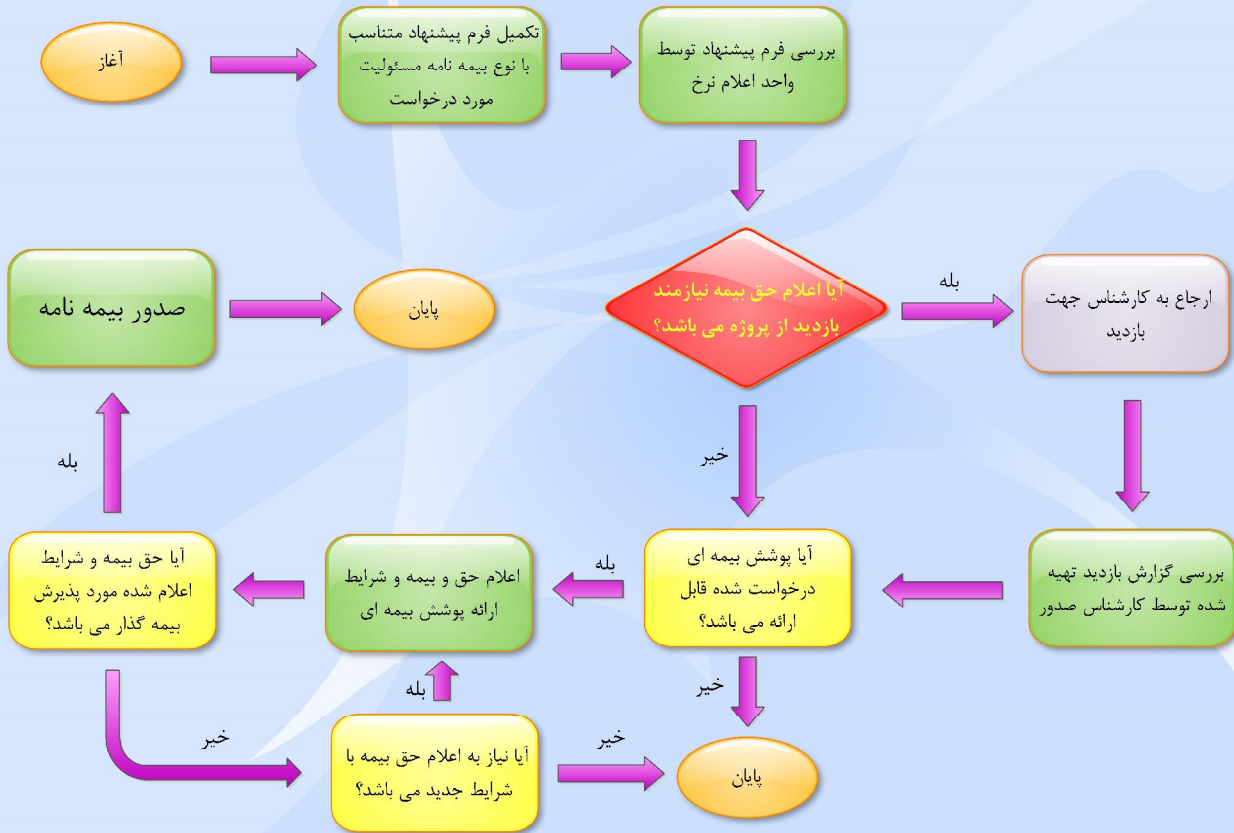 آغاز
تکمیل فرم پیشنهاد متناسب
با نوع بیمه نامه مسئولیت
مورد درخواست
بررسی فرم پیشنهاد توسط
واحد اعلام نرخ
آیا اعلام حق بیمه نیازمند
بازدید از پروژه می باشد؟
بله
ارجاع به کارشناس جهت
بازدید
خیر
بررسی گزارش بازدید تهیه
شده توسط کارشناس صدور
آیا پوشش بیمه ای
درخواست شده قابل
ارائه می باشد؟
بله
خیر
اعلام حق و بیمه و شرایط
ارائه پوشش بیمه ای
آیا حق بیمه و شرایط
اعلام شده مورد پذیرش
بیمه گذار می باشد؟
بله
صدور بیمه نامه
پایان
خیر
آیا نیاز به اعلام حق بیمه با
شرایط جدید می باشد؟
بله
خیر
پایان